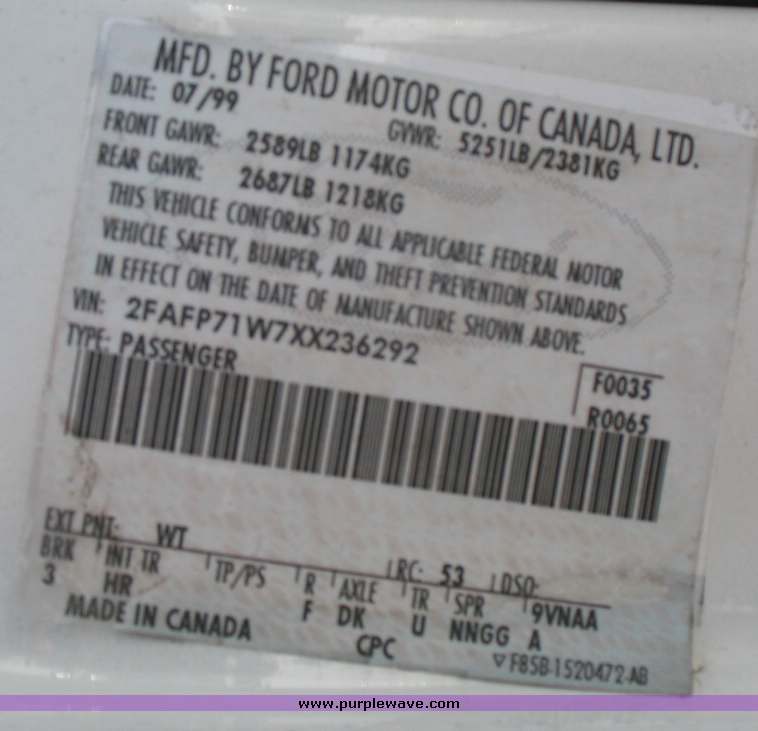 MFD. BY FORD MOTOR CO. OF CANADA, LTD.
DATE: 07/99 GVWR: 5251LB/2381KG
FRONT GAWR: 2589LB 1174KG
REAR GAWR: 2687LB 1218KG
THIS VEHICLE CONFORMS TO ALL APPLICABLE FEDERAL MOTOR
VEHICLE SAFETY, BUMPER, AND THEFT PREVENTION STANDARDS
IN EFFECT ON THE DATE OF MANUFACTURE SHOWN ABOVE.
VIN: 2FAFP71W7XX236292
TYPE: PASSENGER
F0035
R0065
EXT PNT: WT RC: 53 DSO:
BRK INT TR TP/PS R AXLE TR SPR 9VNAA
3 HR F DK U NNGG A
MADE IN CANADA CPC ▽F85B-1520472-AB
www.purplewave.com